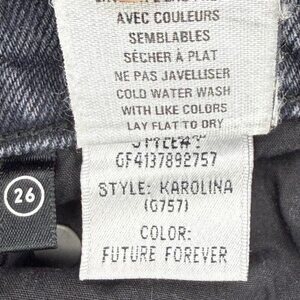 AVEC COULEURS
SEMBLABLES
SÉCHER À PLAT
NE PAS JAVELLISER
COLD WATER WASH
WITH LIKE COLORS
LAY FLAT TO DRY
STYLE#:
GF4137892757
STYLE: KAROLINA
(G757)
COLOR:
FUTURE FOREVER
26